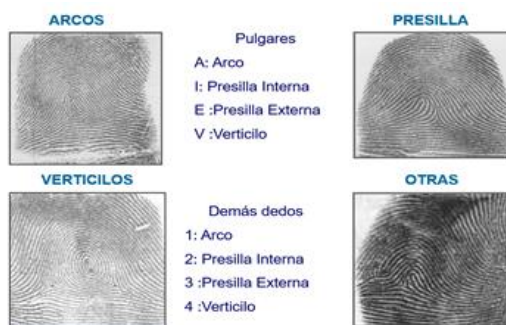 ARCOS
PRESILLA
Pulgares
A: Arco
I: Presilla Interna
E :Presilla Externa
V :Verticilo
VERTICILOS
OTRAS
Demás dedos
1: Arco
2: Presilla Interna
3 :Presilla Externa
4 :Verticilo